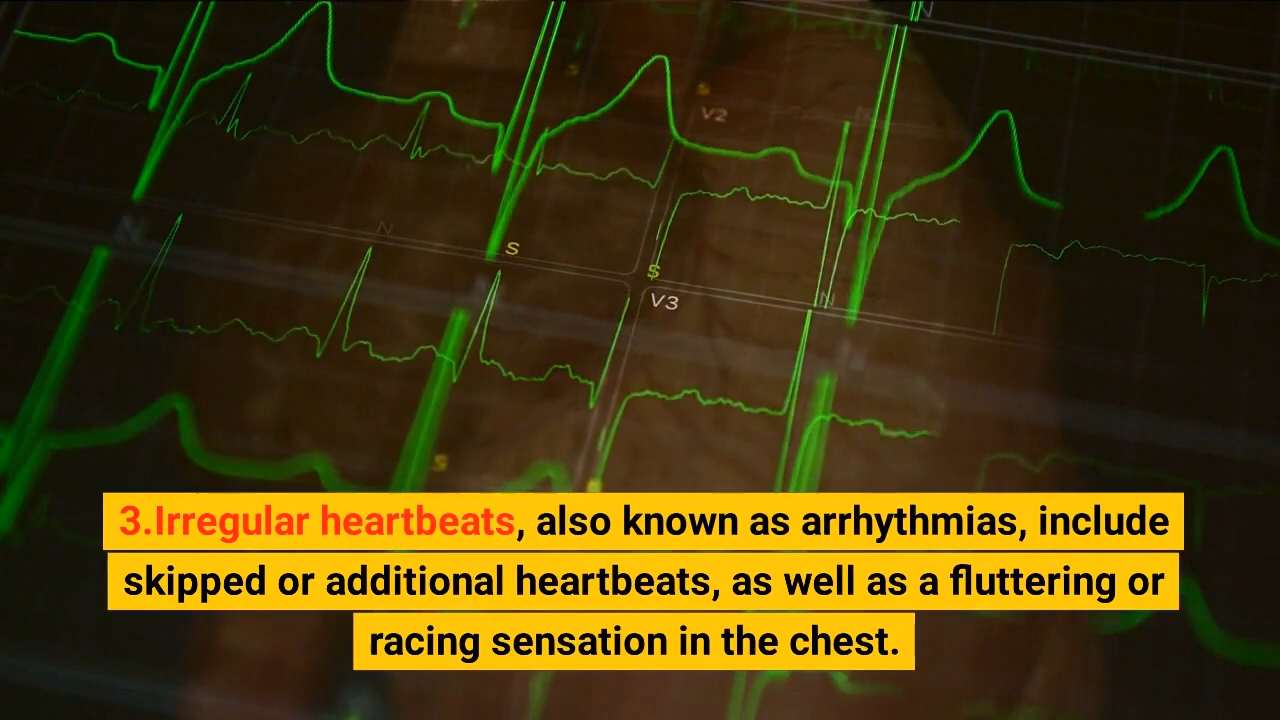 V2
N
S
$
V3
N
S
3.Irregular heartbeats, also known as arrhythmias, include
skipped or additional heartbeats, as well as a fluttering or
racing sensation in the chest.